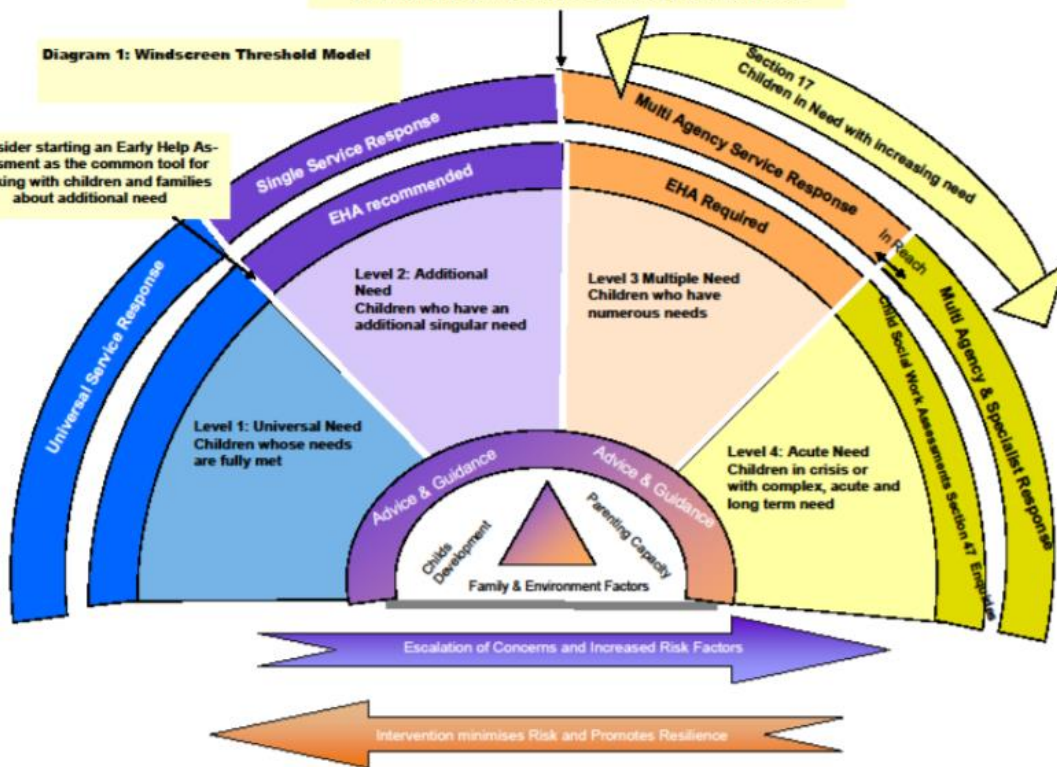 Diagram 1: Windscreen Threshold Model
sider starting an Early Help As-
sment as the common tool for
king with children and families
about additional need
Section 17
Children in Need with increasing need
Universal Service Response
Single Service Response
Multi Agency Service Response
In Reach
Multi Agency & Specialist Response
EHA recommended
EHA Required
Child Social Work Assessments Section 47 Enquiries
Level 1: Universal Need
Children whose needs
are fully met
Level 2: Additional
Need
Children who have an
additional singular need
Level 3 Multiple Need
Children who have
numerous needs
Level 4: Acute Need
Children in crisis or
with complex, acute and
long term need
Advice & Guidance
Advice & Guidance
Childs
Development
Parenting Capacity
Family & Environment Factors
Escalation of Concerns and Increased Risk Factors
Intervention minimises Risk and Promotes Resilience